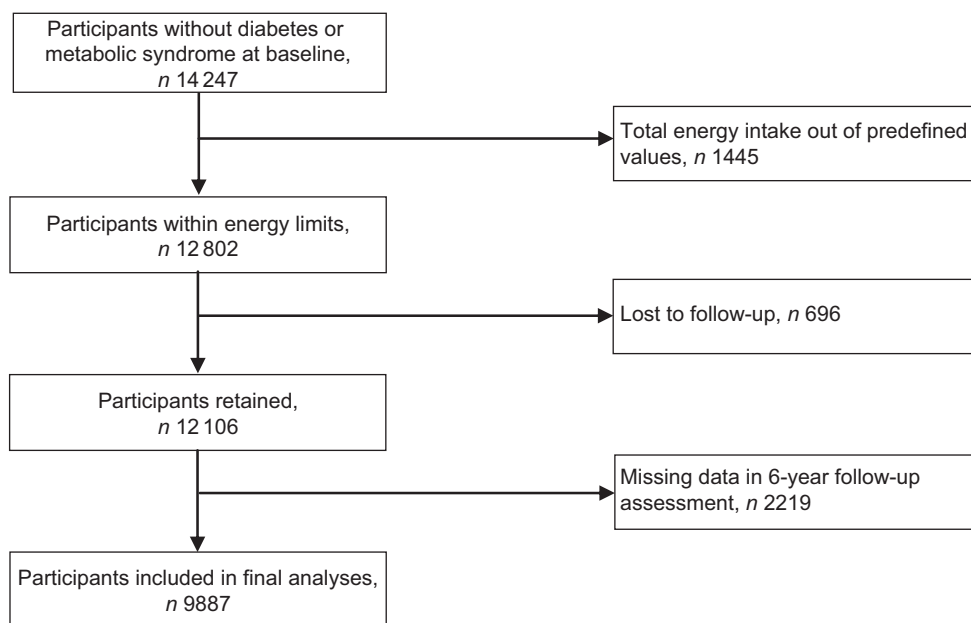 Participants without diabetes or
metabolic syndrome at baseline,
n 14 247
Total energy intake out of predefined
values, n 1445
Participants within energy limits,
n 12 802
Lost to follow-up, n 696
Participants retained,
n 12 106
Missing data in 6-year follow-up
assessment, n 2219
Participants included in final analyses,
n 9887